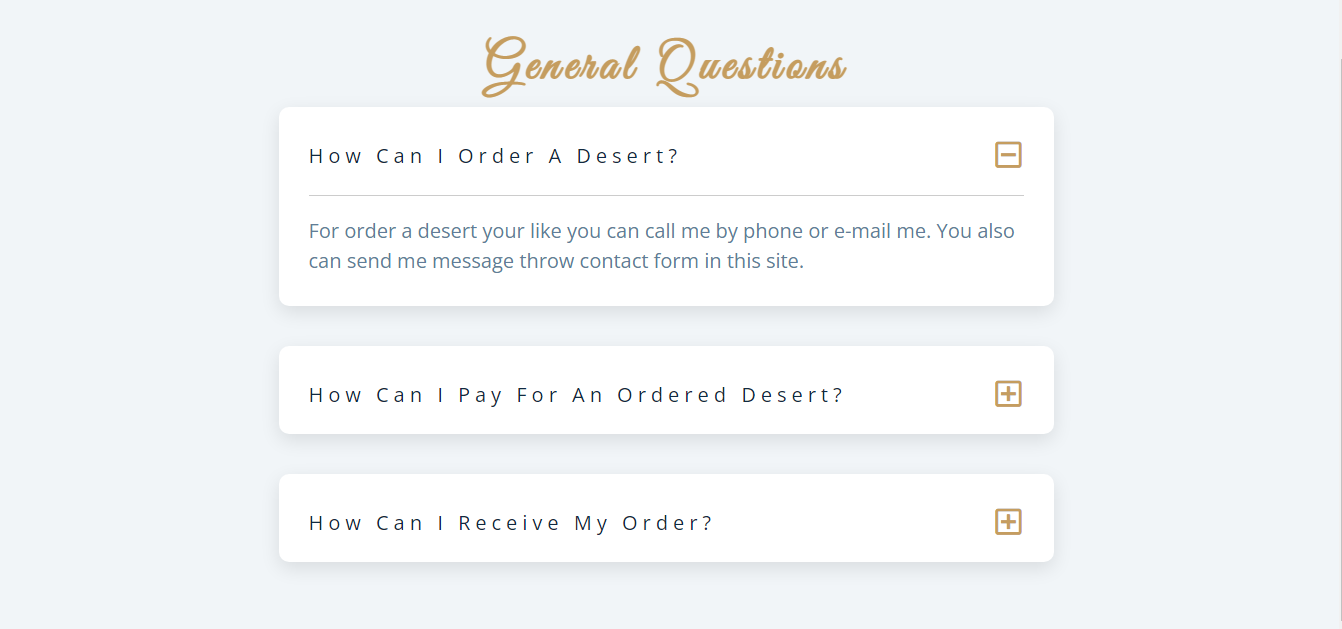 General Questions
How Can I Order A Desert?
For order a desert your like you can call me by phone or e-mail me. You also
can send me message throw contact form in this site.
How Can I Pay For An Ordered Desert?
How Can I Receive My Order?